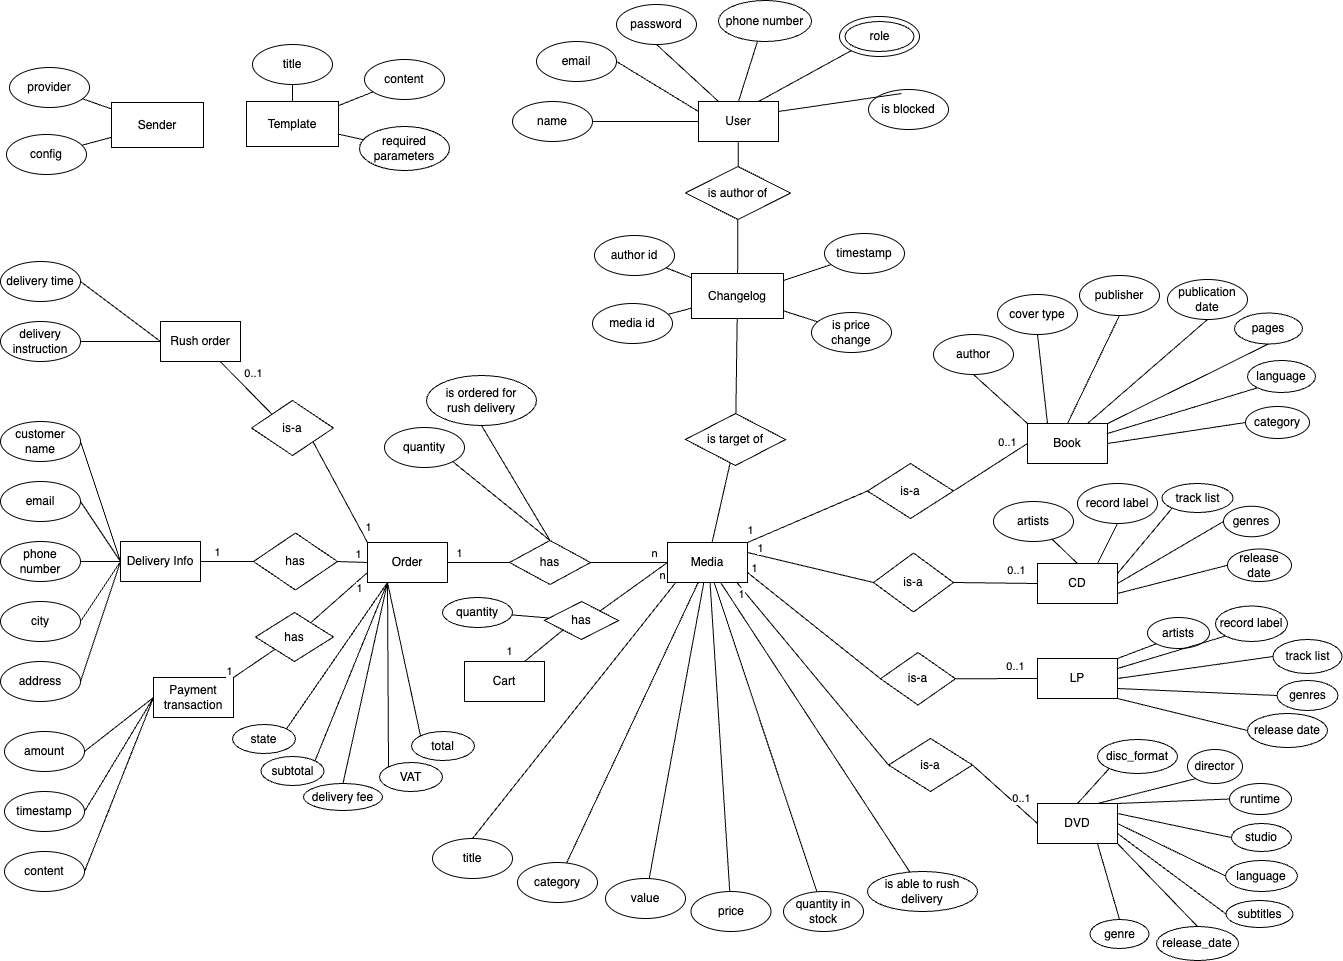 password
phone number
role
email
name
is blocked
User
title
content
required
parameters
Template
provider
config
Sender
is author of
author id
timestamp
media id
is price
change
Changelog
is target of
delivery time
delivery
instruction
Rush order
0..1
is-a
1
is ordered for
rush delivery
quantity
customer
name
email
phone
number
city
address
Delivery Info
1
has
1
Order
1
has
n
Media
1
has
1
Payment
transaction
amount
timestamp
content
state
subtotal
delivery fee
VAT
total
n
quantity
has
1
Cart
title
category
value
price
quantity in
stock
is able to rush
delivery
1
is-a
0..1
Book
author
cover type
publisher
publication
date
pages
language
category
1
is-a
0..1
CD
artists
record label
track list
genres
release
date
1
is-a
0..1
LP
artists
record label
track list
genres
release date
1
is-a
0..1
DVD
disc_format
director
runtime
studio
language
subtitles
release_date
genre